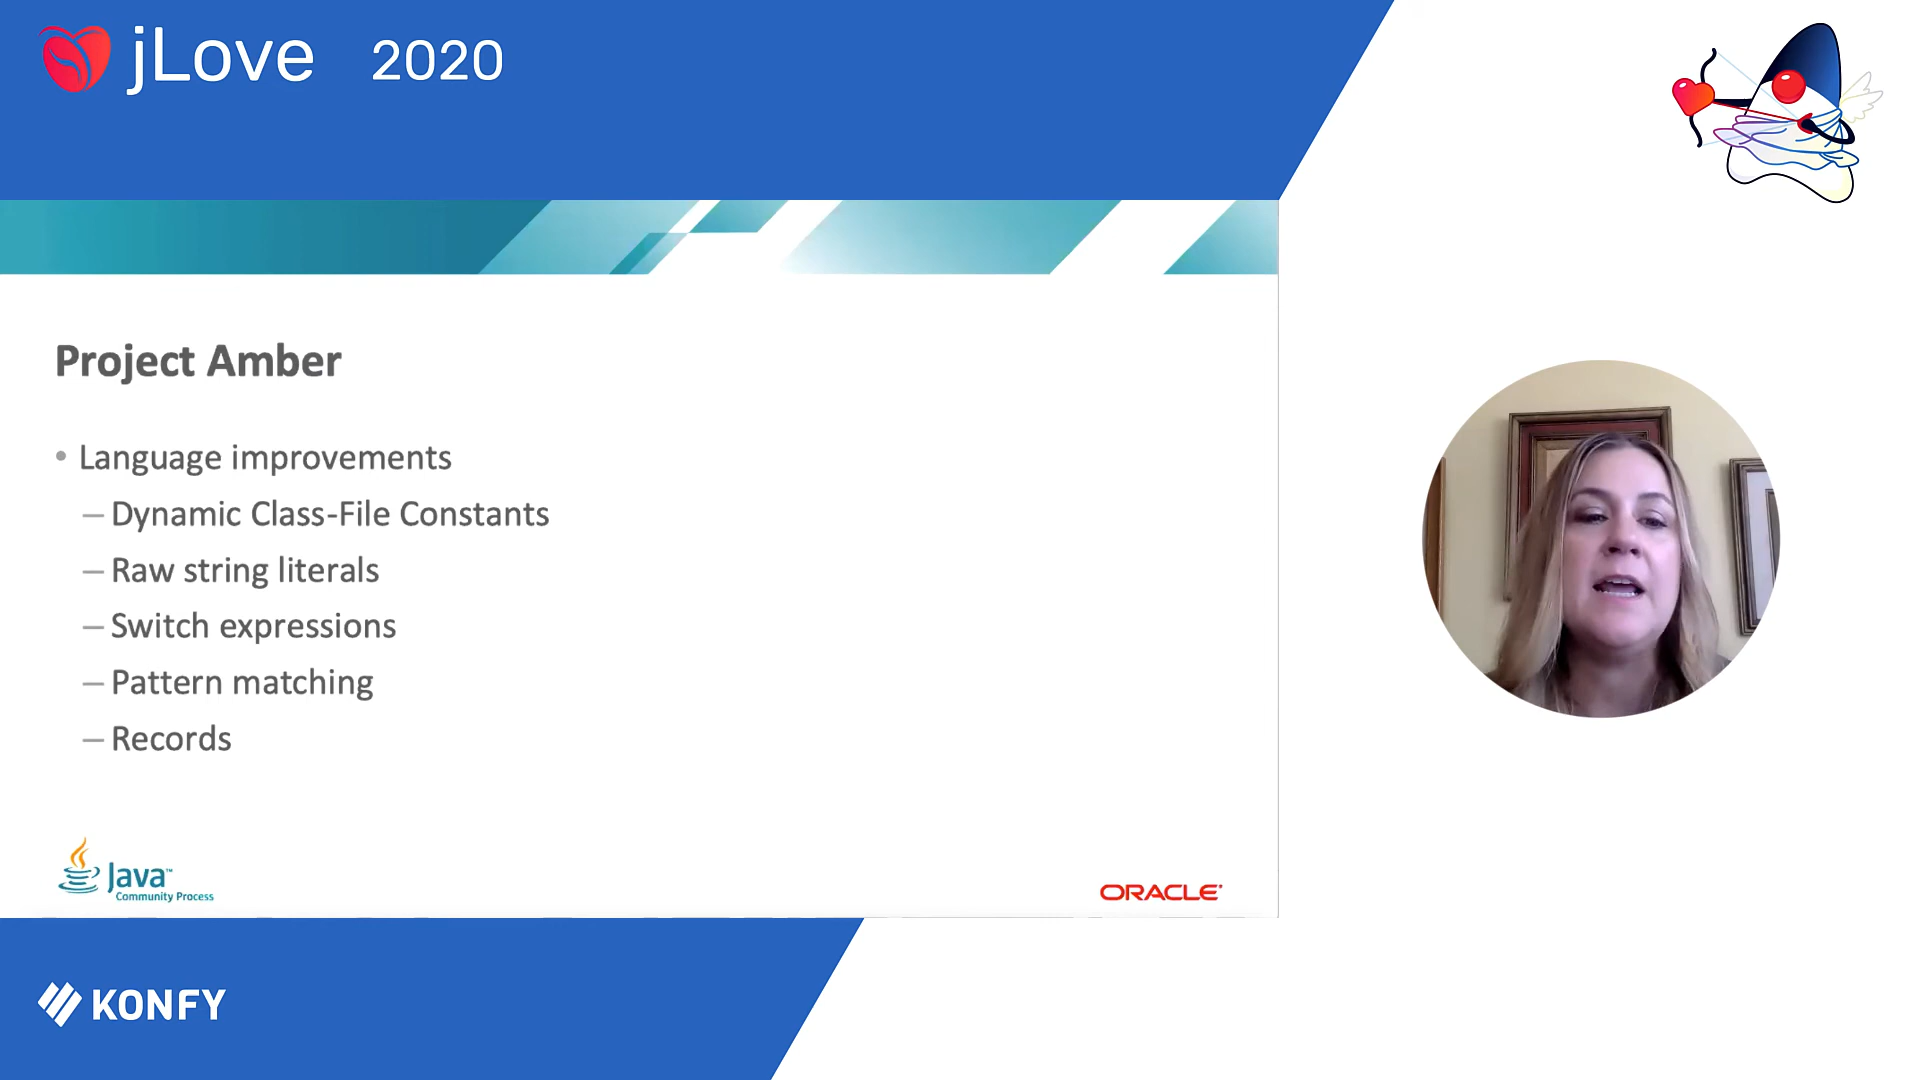 jLove 2020
Project Amber
• Language improvements
– Dynamic Class-File Constants
– Raw string literals
– Switch expressions
– Pattern matching
– Records
Java™
Community Process
ORACLE®
KONFY